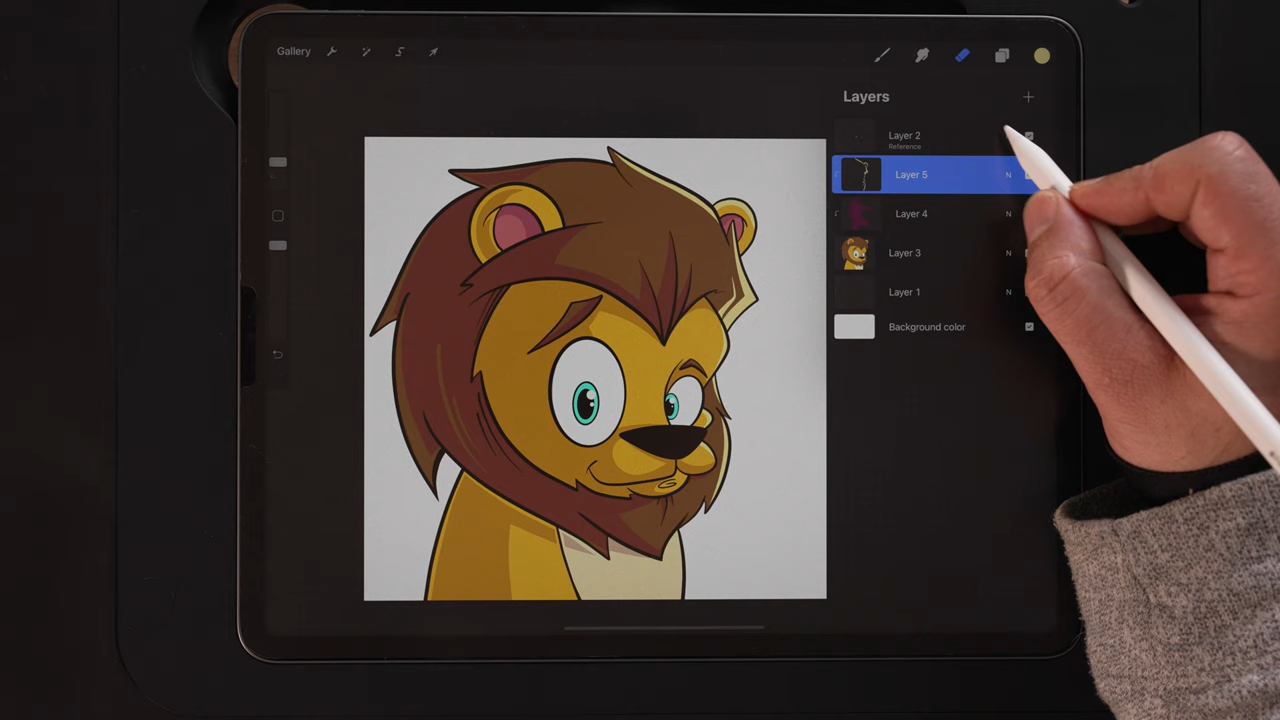 Gallery
Layers
Layer 2
Reference
Layer 5 N
Layer 4 N
Layer 3 N
Layer 1 N
Background color